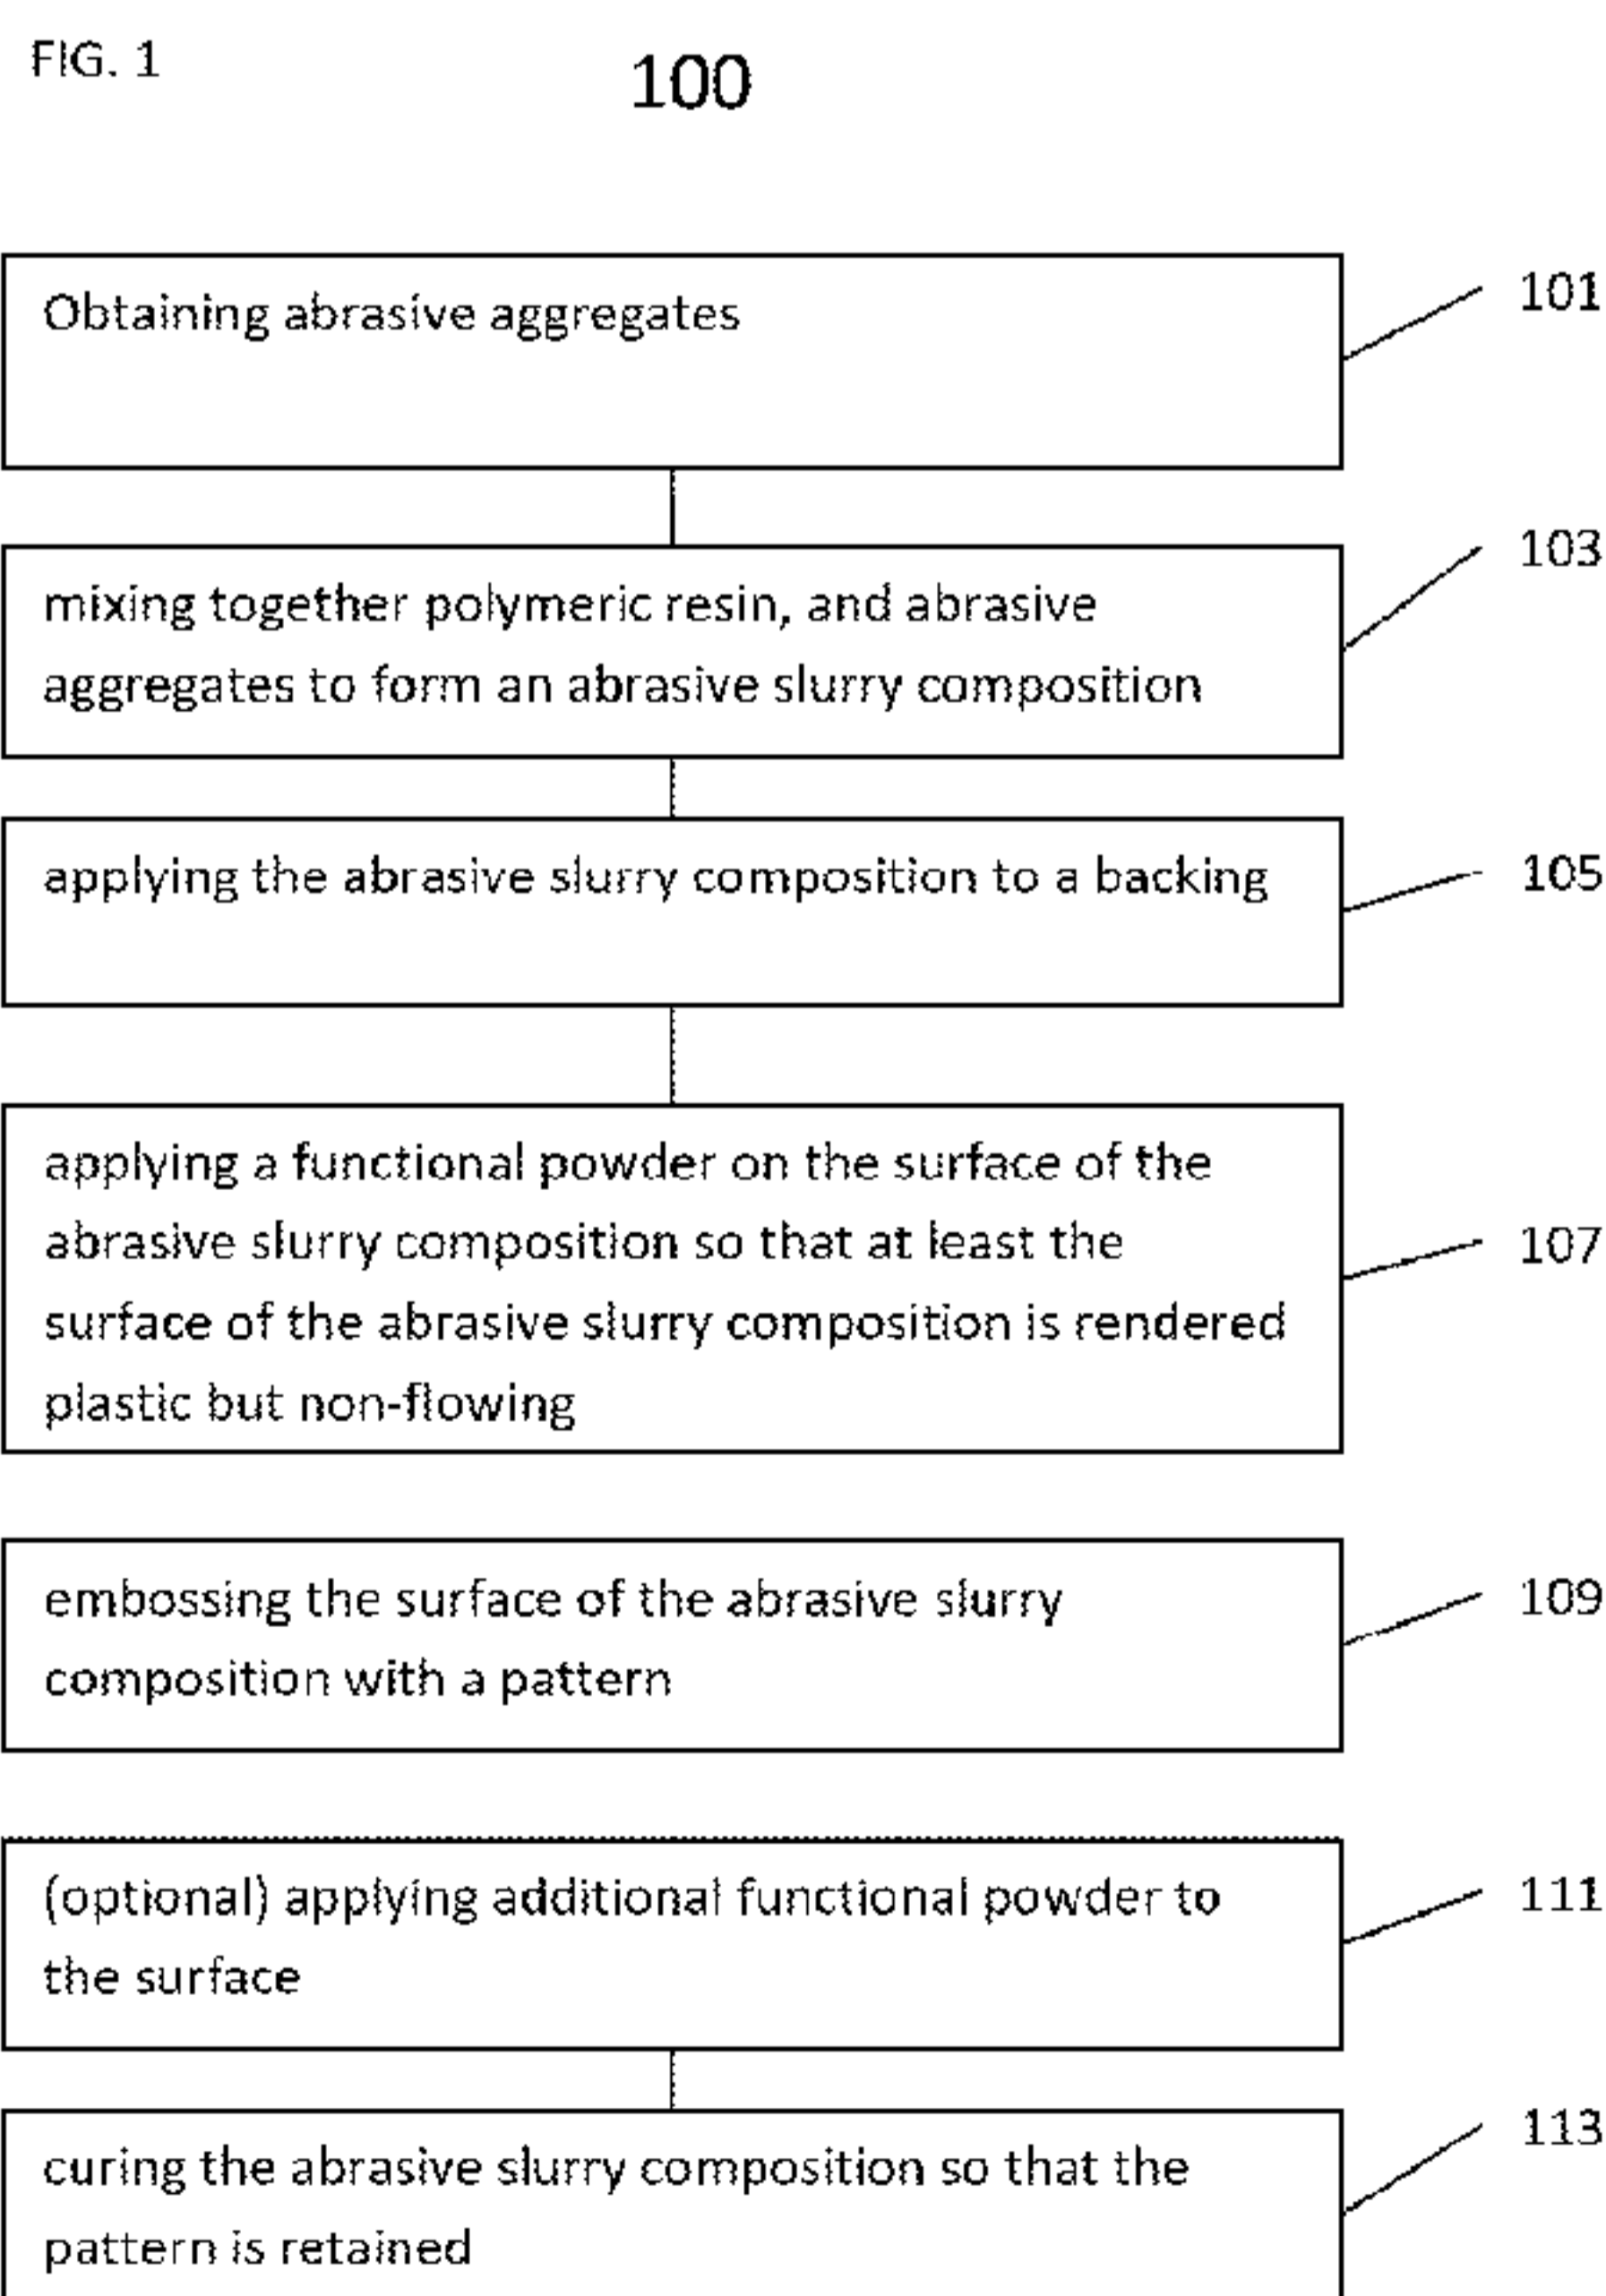 FIG. 1
100
Obtaining abrasive aggregates
101
mixing together polymeric resin, and abrasive
aggregates to form an abrasive slurry composition
103
applying the abrasive slurry composition to a backing
105
applying a functional powder on the surface of the
abrasive slurry composition so that at least the
surface of the abrasive slurry composition is rendered
plastic but non-flowing
107
embossing the surface of the abrasive slurry
composition with a pattern
109
(optional) applying additional functional powder to
the surface
111
curing the abrasive slurry composition so that the
pattern is retained
113